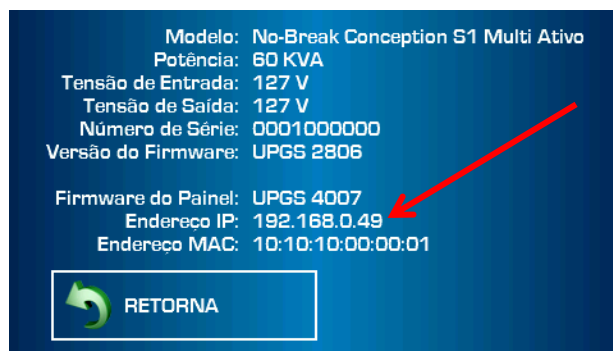 Modelo: No-Break Conception S1 Multi Ativo
Potência: 60 KVA
Tensão de Entrada: 127 V
Tensão de Saída: 127 V
Número de Série: 0001000000
Versão do Firmware: UPGS 2806
Firmware do Painel: UPGS 4007
Endereço IP: 192.168.0.49
Endereço MAC: 10:10:10:00:00:01
RETORNA